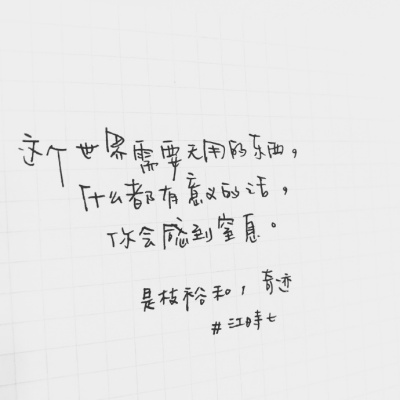 这个世界需要无用的东西，
什么都有意义的话，
你会感到窒息。
是枝裕和，奇迹
#江時七